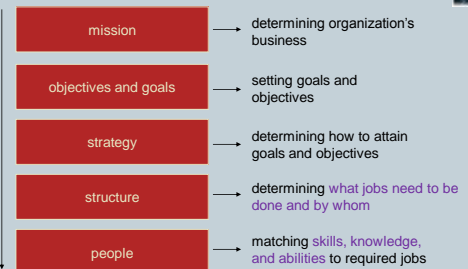 mission
determining organization's
business
objectives and goals
setting goals and
objectives
strategy
determining how to attain
goals and objectives
structure
determining what jobs need to be
done and by whom
people
matching skills, knowledge,
and abilities to required jobs